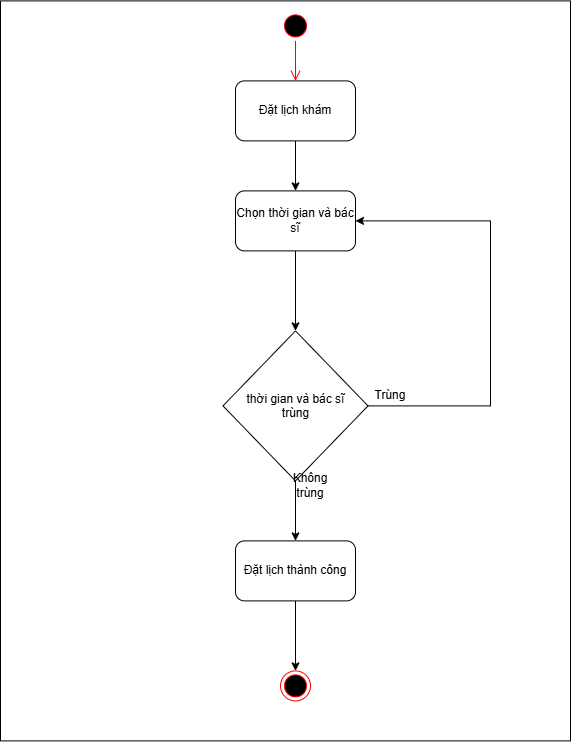 Đặt lịch khám
Chọn thời gian và bác
sĩ
thời gian và bác sĩ
trùng
Trùng
Không
trùng
Đặt lịch thành công